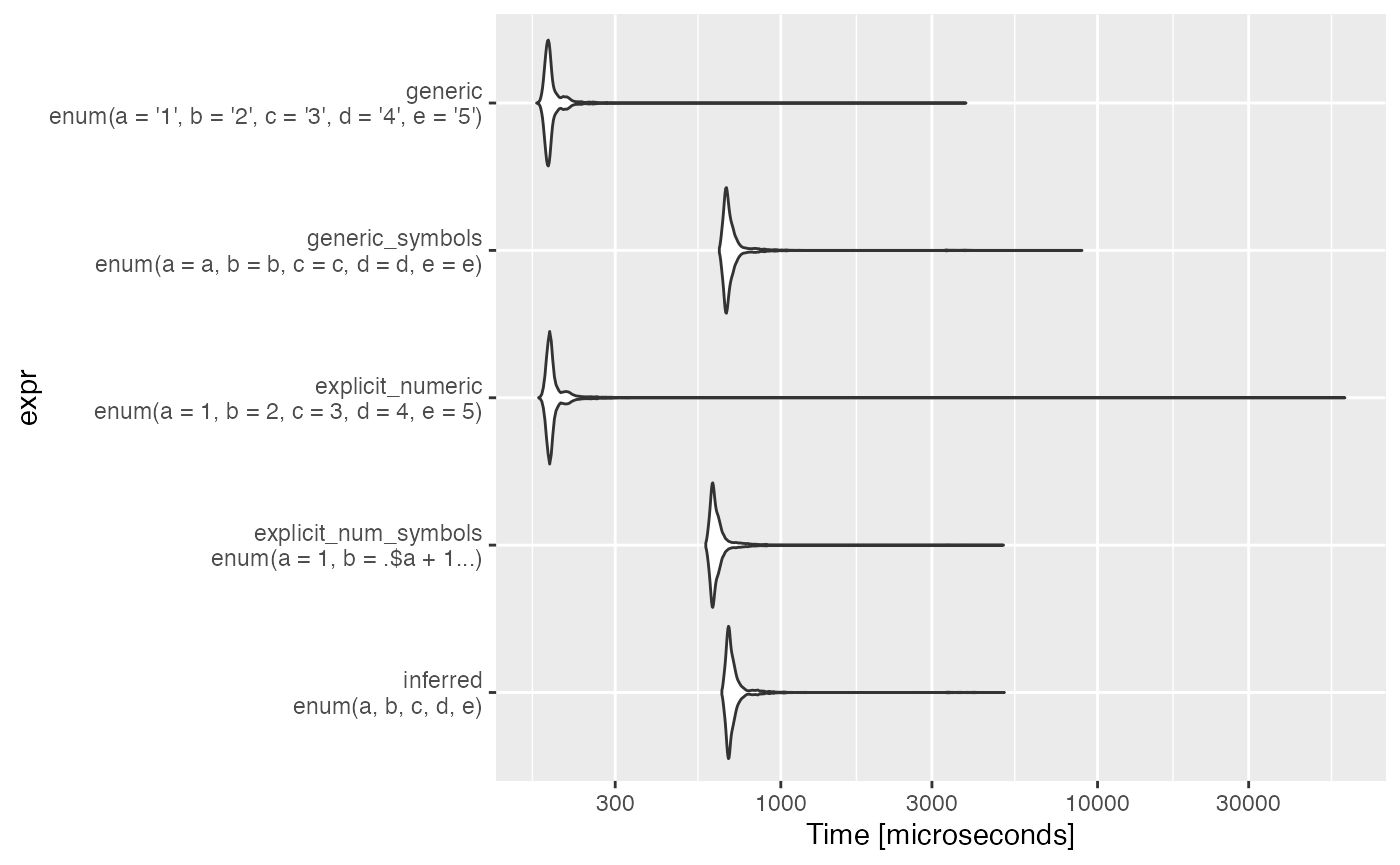 generic
enum(a = '1', b = '2', c = '3', d = '4', e = '5')
generic_symbols
enum(a = a, b = b, c = c, d = d, e = e)
explicit_numeric
enum(a = 1, b = 2, c = 3, d = 4, e = 5)
explicit_num_symbols
enum(a = 1, b = .$a + 1...)
inferred
enum(a, b, c, d, e)
expr
300 1000 3000 10000 30000
Time [microseconds]